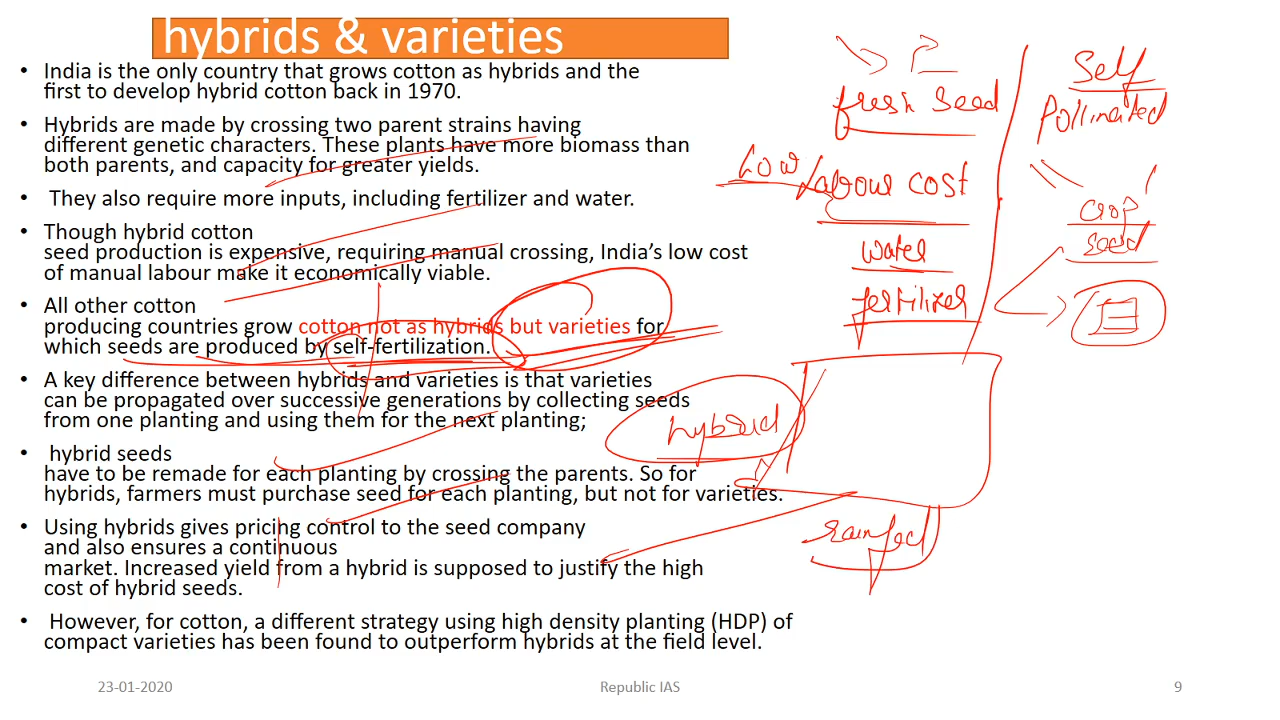 hybrids & varieties
• India is the only country that grows cotton as hybrids and the
first to develop hybrid cotton back in 1970.
• Hybrids are made by crossing two parent strains having
different genetic characters. These plants have more biomass than
both parents, and capacity for greater yields.
• They also require more inputs, including fertilizer and water.
• Though hybrid cotton
seed production is expensive, requiring manual crossing, India's low cost
of manual labour make it economically viable.
• All other cotton
producing countries grow cotton not as hybrids but varieties for
which seeds are produced by self-fertilization.
• A key difference between hybrids and varieties is that varieties
can be propagated over successive generations by collecting seeds
from one planting and using them for the next planting;
• hybrid seeds
have to be remade for each planting by crossing the parents. So for
hybrids, farmers must purchase seed for each planting, but not for varieties.
• Using hybrids gives pricing control to the seed company
and also ensures a continuous
market. Increased yield from a hybrid is supposed to justify the high
cost of hybrid seeds.
• However, for cotton, a different strategy using high density planting (HDP) of
compact varieties has been found to outperform hybrids at the field level.
fresh seed
Low labour cost
water
fertilizer
hybrid
rainfed
Self
Pollinated
crop
seed
23-01-2020
Republic IAS
9